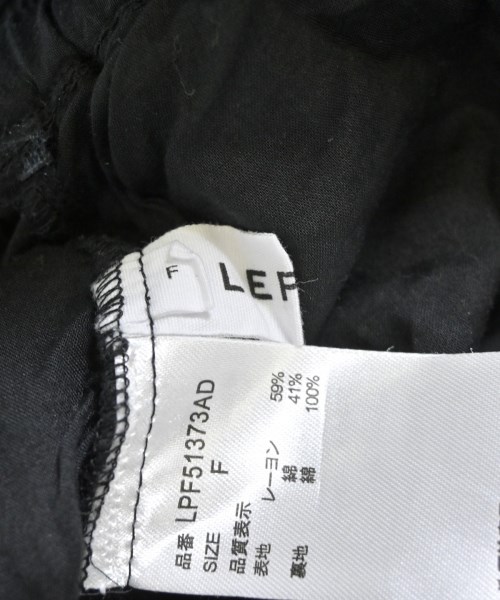 F
LEF
品番 LPF51373AD
SIZE F
品質表示
表地 レーヨン 59%
綿 41%
裏地 綿 100%